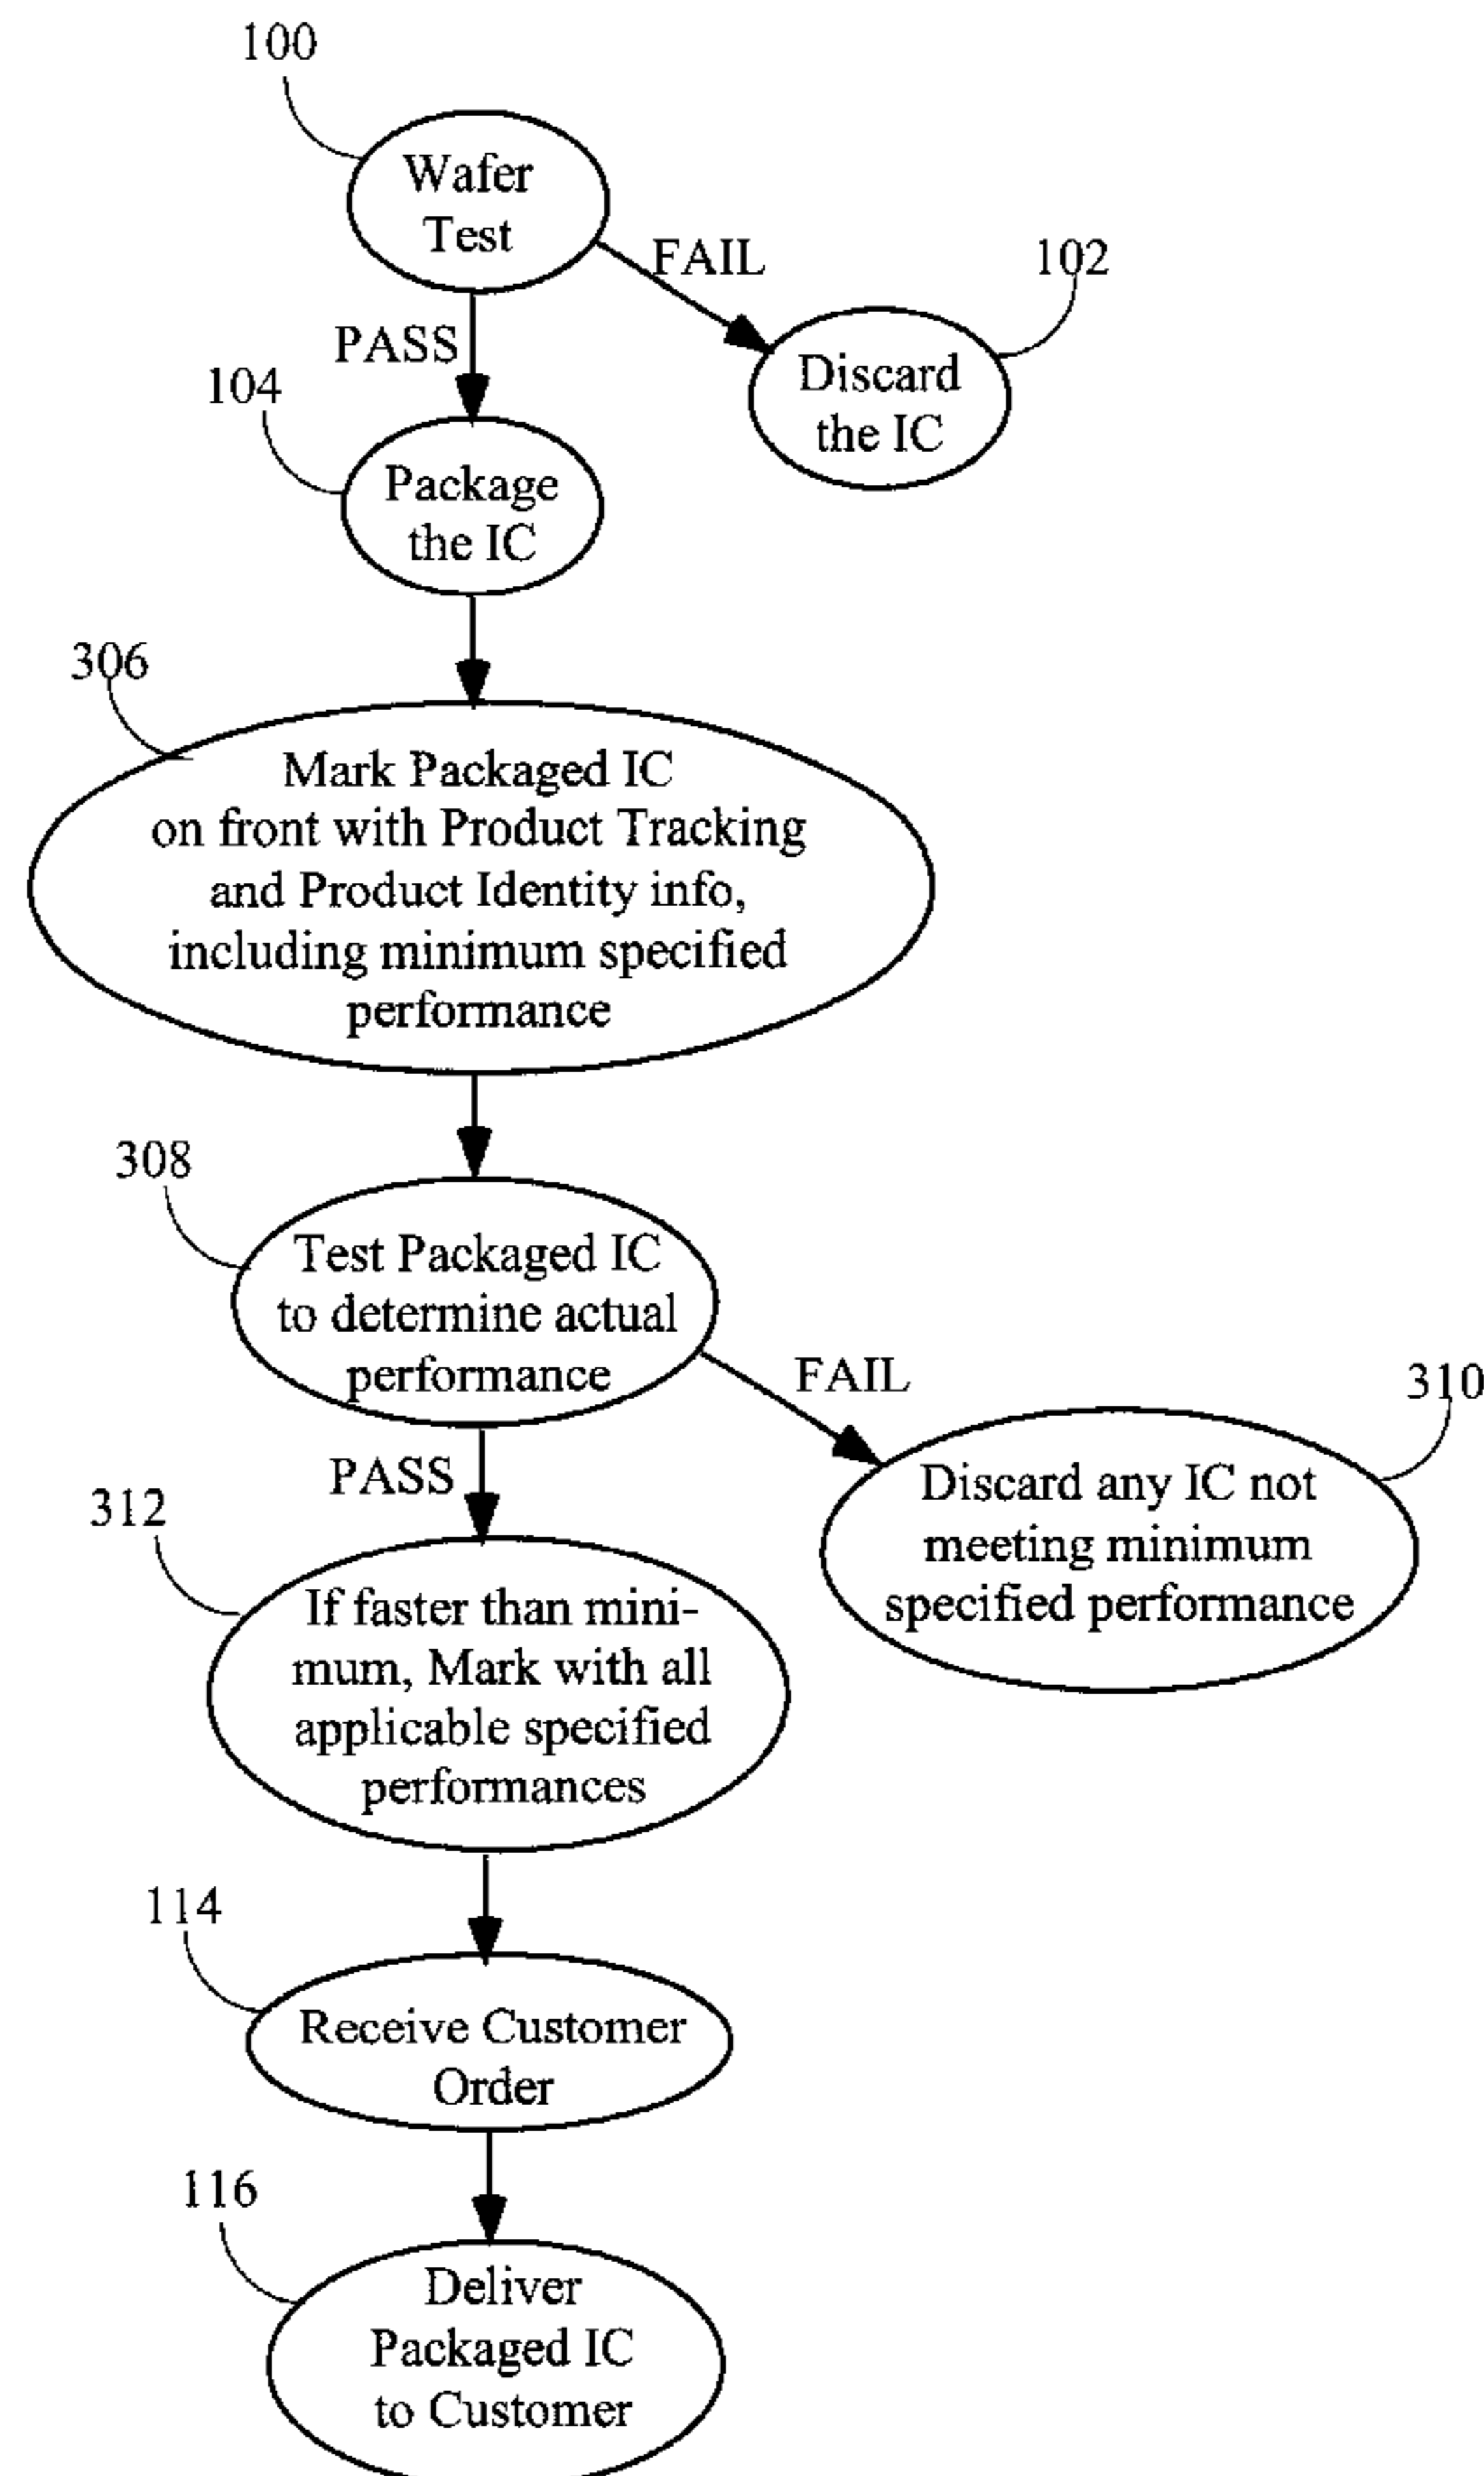 100
Wafer
Test
FAIL
102
PASS
Discard
the IC
104
Package
the IC
306
Mark Packaged IC
on front with Product Tracking
and Product Identity info,
including minimum specified
performance
308
Test Packaged IC
to determine actual
performance
FAIL
310
PASS
Discard any IC not
meeting minimum
specified performance
312
If faster than mini-
mum, Mark with all
applicable specified
performances
114
Receive Customer
Order
116
Deliver
Packaged IC
to Customer